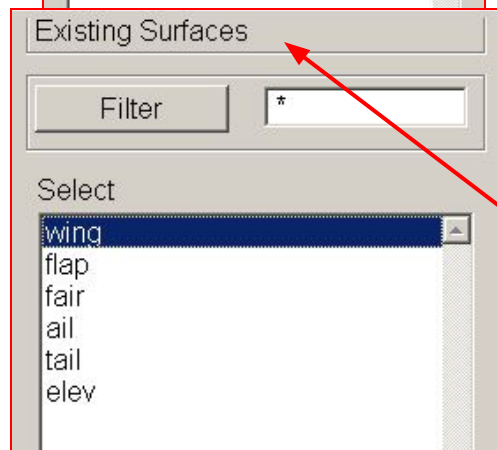 Existing Surfaces
Filter *
Select
wing
flap
fair
ail
tail
elev